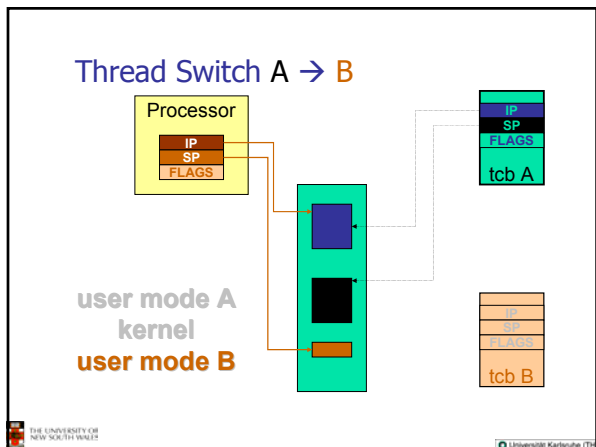 Thread Switch A → B
Processor
IP
SP
FLAGS
IP
SP
FLAGS
tcb A
user mode A
kernel
user mode B
IP
SP
FLAGS
tcb B
THE UNIVERSITY OF
NEW SOUTH WALES
Universität Karlsruhe (TH)